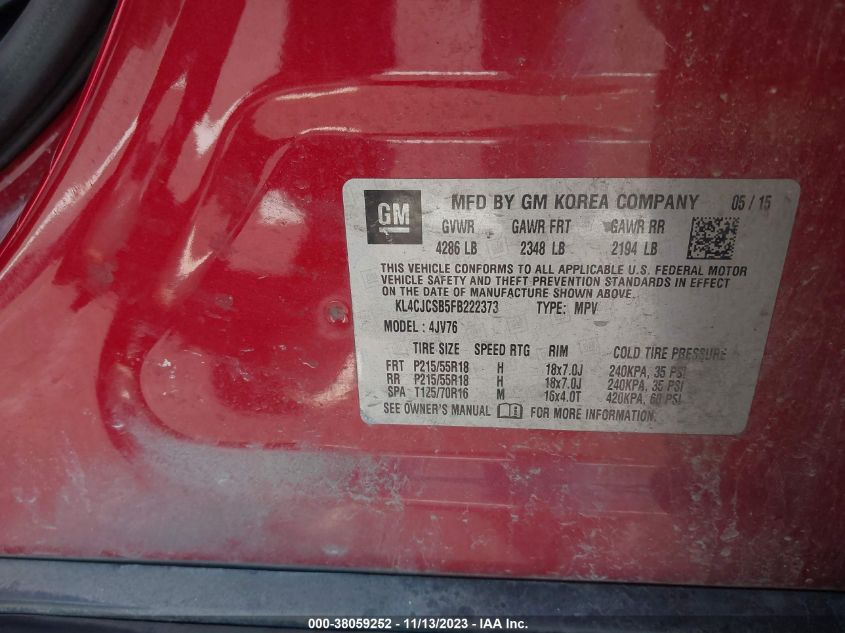 GM
MFD BY GM KOREA COMPANY 05 / 15
GVWR GAWR FRT GAWR RR
4286 LB 2348 LB 2194 LB
THIS VEHICLE CONFORMS TO ALL APPLICABLE U.S. FEDERAL MOTOR
VEHICLE SAFETY AND THEFT PREVENTION STANDARDS IN EFFECT
ON THE DATE OF MANUFACTURE SHOWN ABOVE.
KL4CJCSB5FB222373 TYPE: MPV
MODEL : 4JV76
TIRE SIZE SPEED RTG RIM COLD TIRE PRESSURE
FRT P215/55R18 H 18x7.0J 240KPA, 35 PSI
RR P215/55R18 H 18x7.0J 240KPA, 35 PSI
SPA T125/70R16 M 16x4.0T 420KPA, 60 PSI
SEE OWNER'S MANUAL FOR MORE INFORMATION.
000-38059252 - 11/13/2023 - IAA Inc.